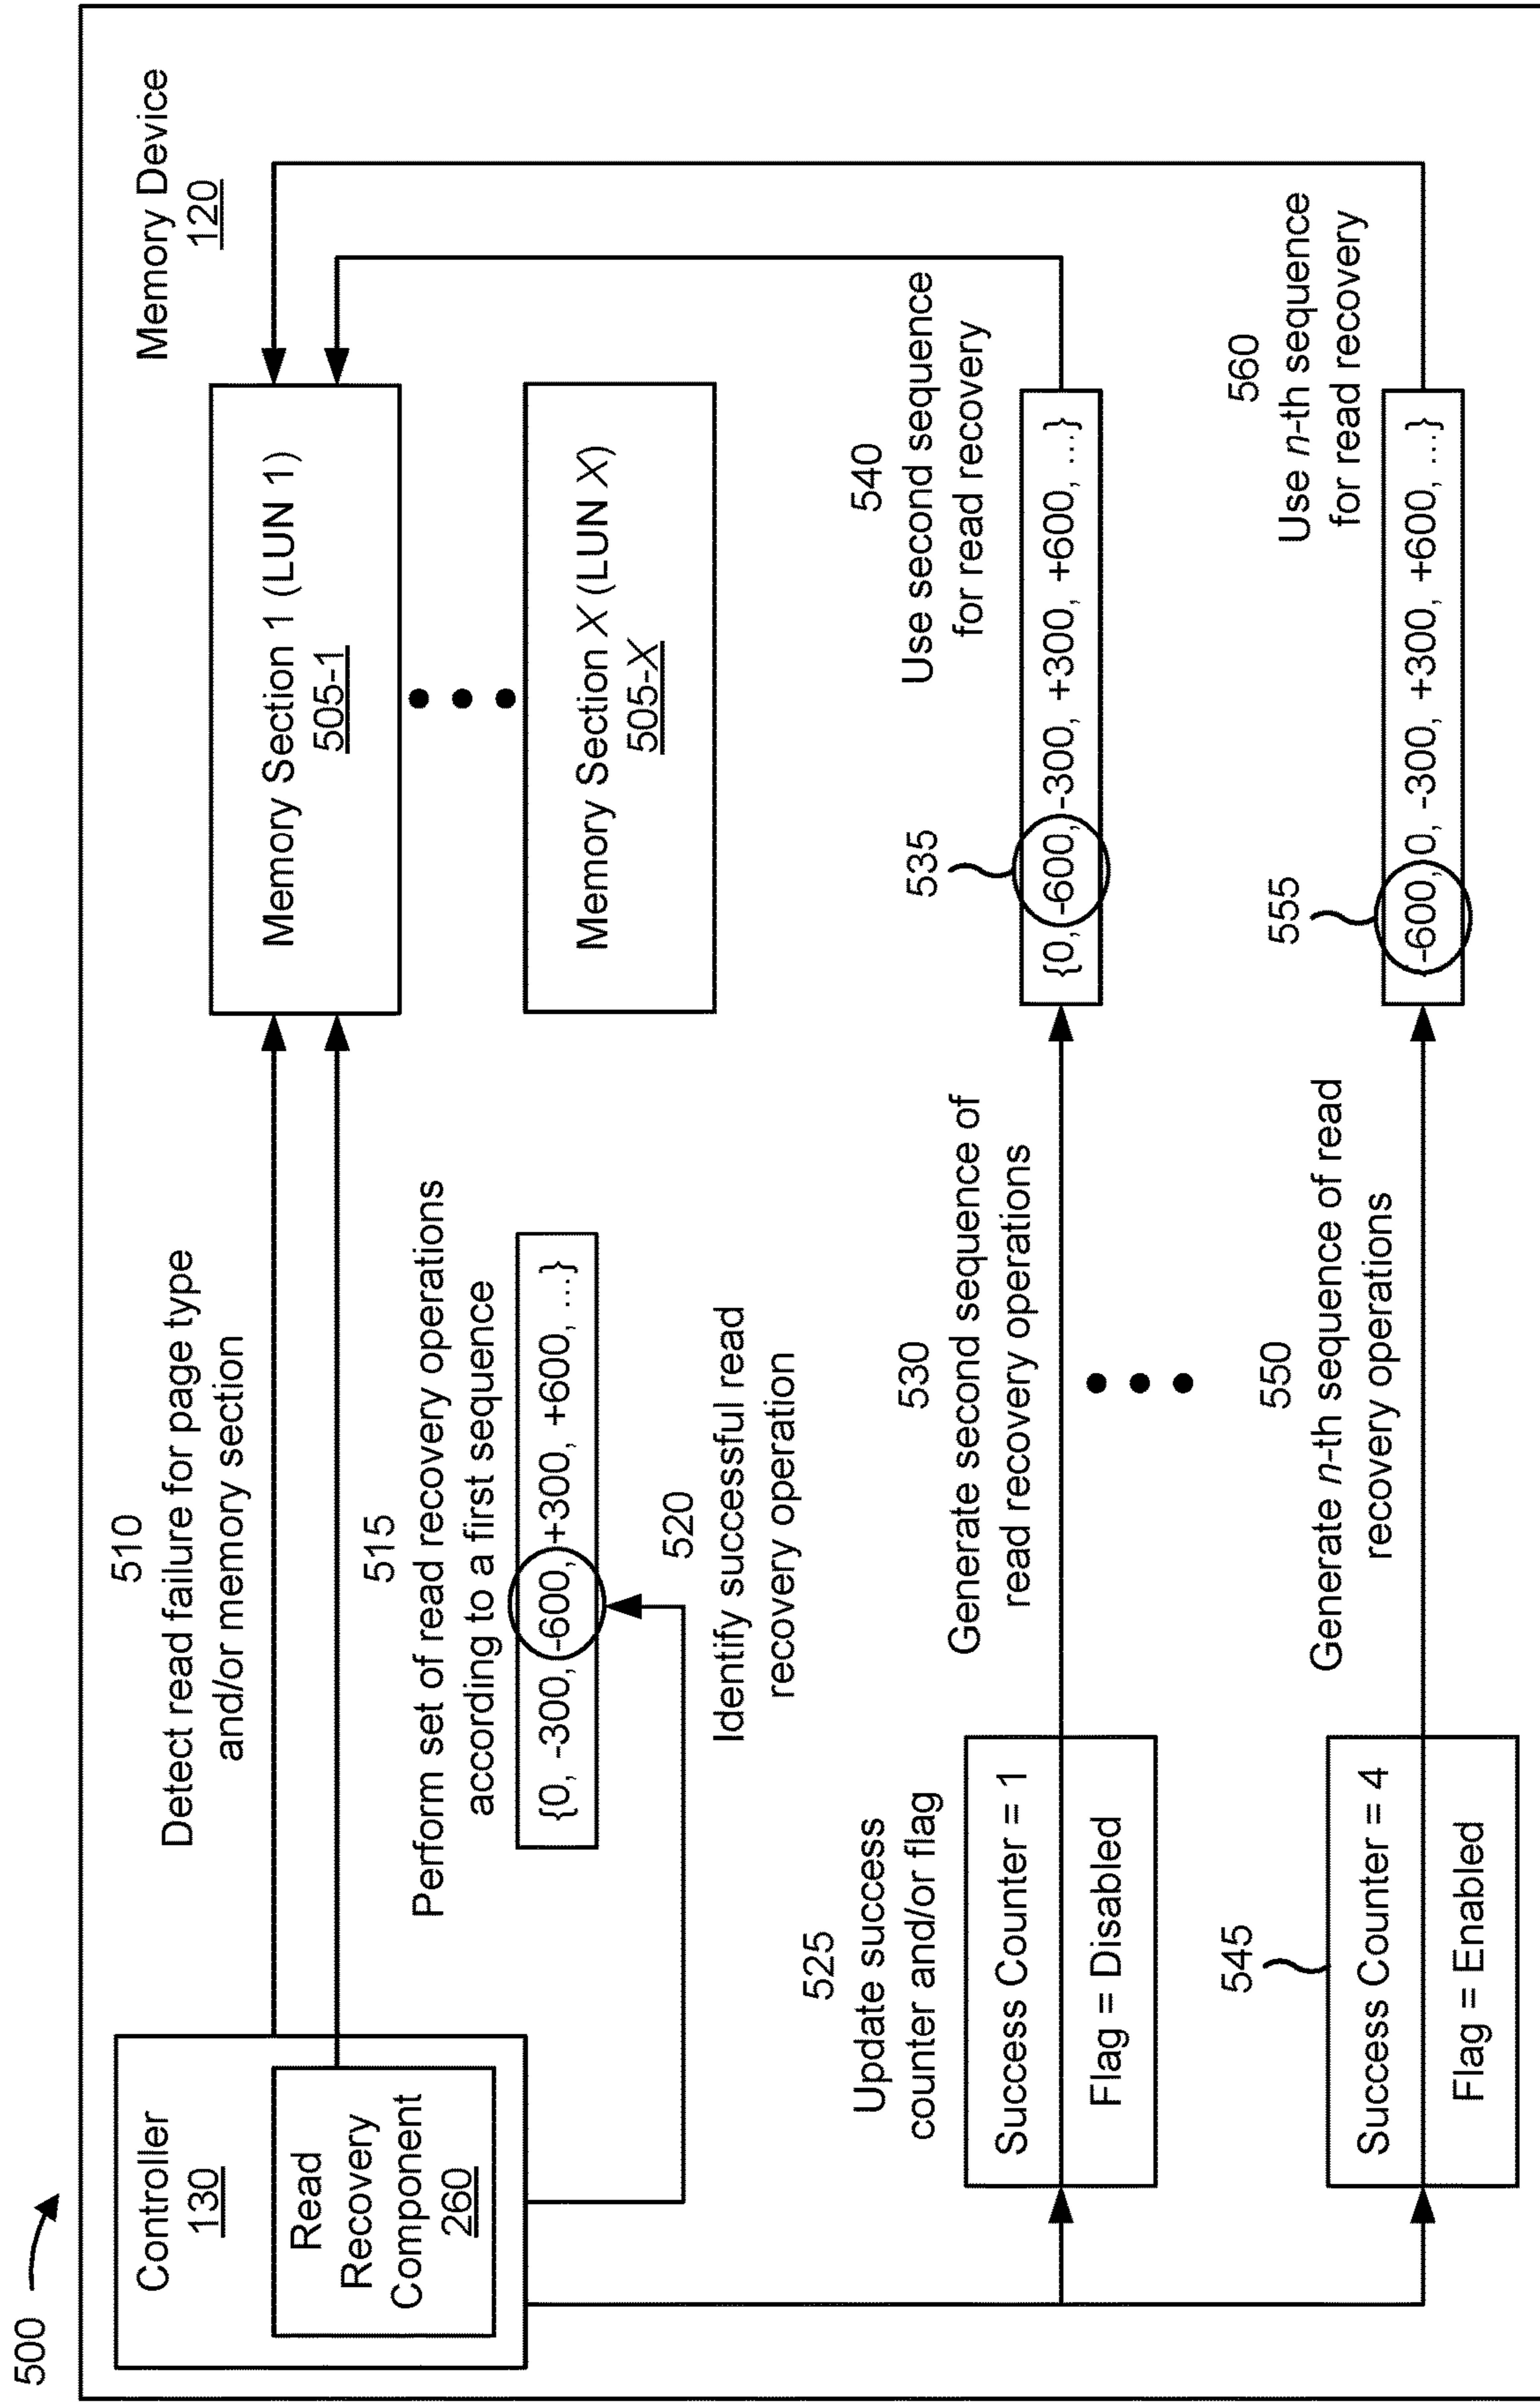 500
Controller
130
Read
Recovery
Component
260
510
Detect read failure for page type
and/or memory section
515
Perform set of read recovery operations
according to a first sequence
{0, -300, -600, +300, +600, ...}
520
Identify successful read
recovery operation
Memory Device
120
Memory Section 1 (LUN 1)
505-1
Memory Section X (LUN X)
505-X
525
Update success
counter and/or flag
Success Counter = 1
Flag = Disabled
530
Generate second sequence of
read recovery operations
535
{0, -600, -300, +300, +600, ...}
540
Use second sequence
for read recovery
545
Success Counter = 4
Flag = Enabled
550
Generate n-th sequence of read
recovery operations
555
{-600, 0, -300, +300, +600, ...}
560
Use n-th sequence
for read recovery